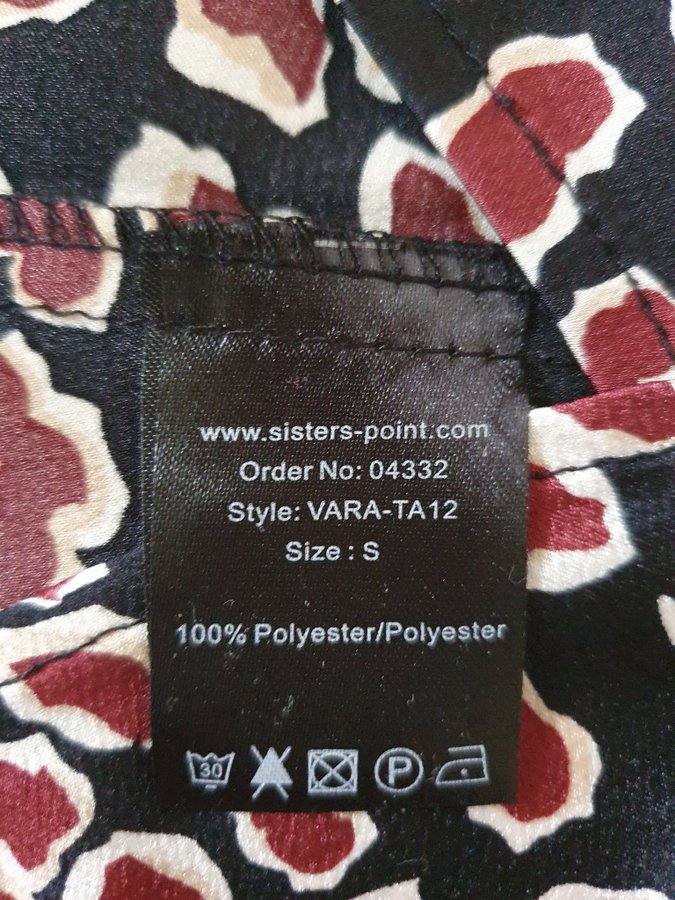 www.sisters-point.com
Order No: 04332
Style: VARA-TA12
Size : S
100% Polyester/Polyester
30 P